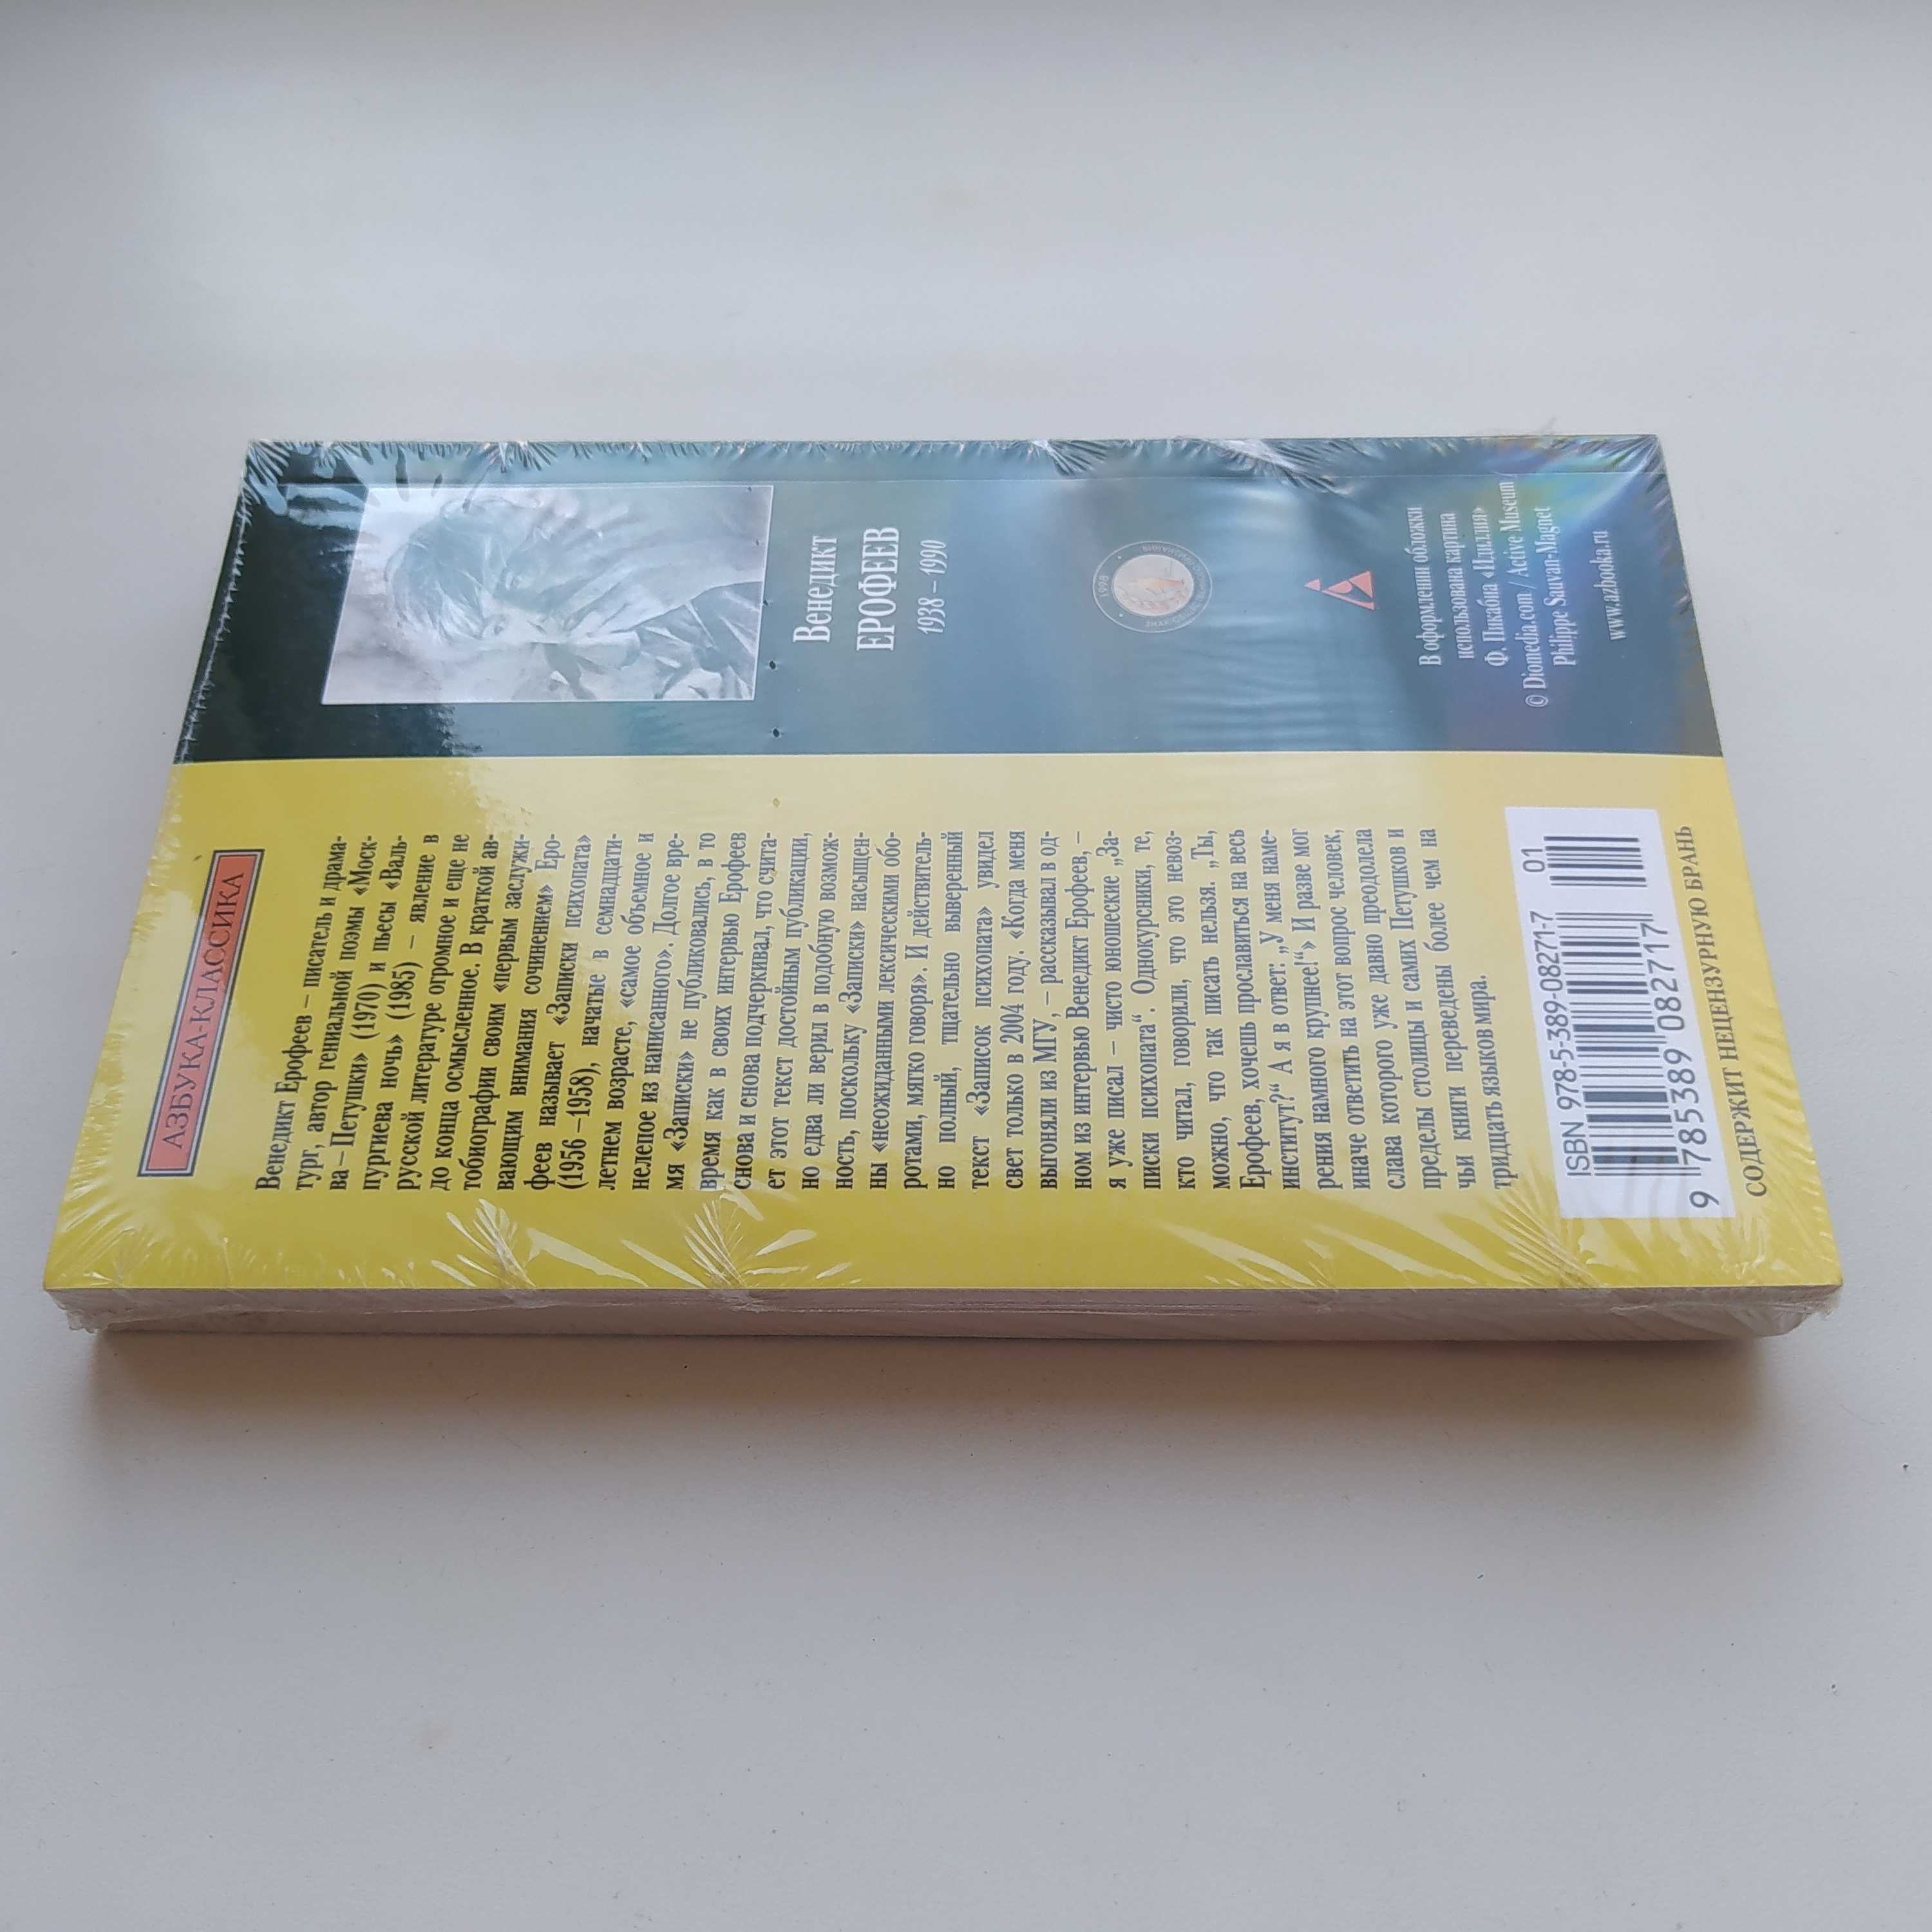 АЗБУКА-КЛАССИКА
Венедикт Ерофеев – писатель и драма-
тург, автор гениальной поэмы «Моск-
ва – Петушки» (1970) и пьесы «Валь-
пургиева ночь» (1985) – явление в
русской литературе огромное и еще не
до конца осмысленное. В краткой ав-
тобиографии своим «первым заслужи-
вающим внимания сочинением» Еро-
феев называет «Записки психопата»
(1956 –1958), начатые в семнадцати-
летнем возрасте, «самое объемное и
нелепое из написанного». Долгое вре-
мя «Записки» не публиковались, в то
время как в своих интервью Ерофеев
снова и снова подчеркивал, что счита-
ет этот текст достойным публикации,
но едва ли верил в подобную возмож-
ность, поскольку «Записки» насыщен-
ны «неожиданными лексическими обо-
ротами, мягко говоря». И действитель-
но полный, тщательно выверенный
текст «Записок психопата» увидел
свет только в 2004 году. «Когда меня
выгоняли из МГУ, – рассказывал в од-
ном из интервью Венедикт Ерофеев, –
я уже писал – чисто юношеские „За-
писки психопата“. Однокурсники, те,
кто читал, говорили, что это невоз-
можно, что так писать нельзя. „Ты,
Ерофеев, хочешь прославиться на весь
институт?“ А я в ответ: „У меня наме-
рения намного крупнее!“» И разве мог
иначе ответить на этот вопрос человек,
слава которого уже давно преодолела
пределы столицы и самих Петушков и
чьи книги переведены более чем на
тридцать языков мира.
ISBN 978-5-389-08271-7
01
9 785389 082717
СОДЕРЖИТ НЕЦЕНЗУРНУЮ БРАНЬ
Венедикт
ЕРОФЕЕВ
1938 – 1990
1998
В оформлении обложки
использована картина
Ф. Пикабиа «Идиллия»
© Diomedia.com / Active Museum
Philippe Sauvan-Magnet
www.azbooka.ru